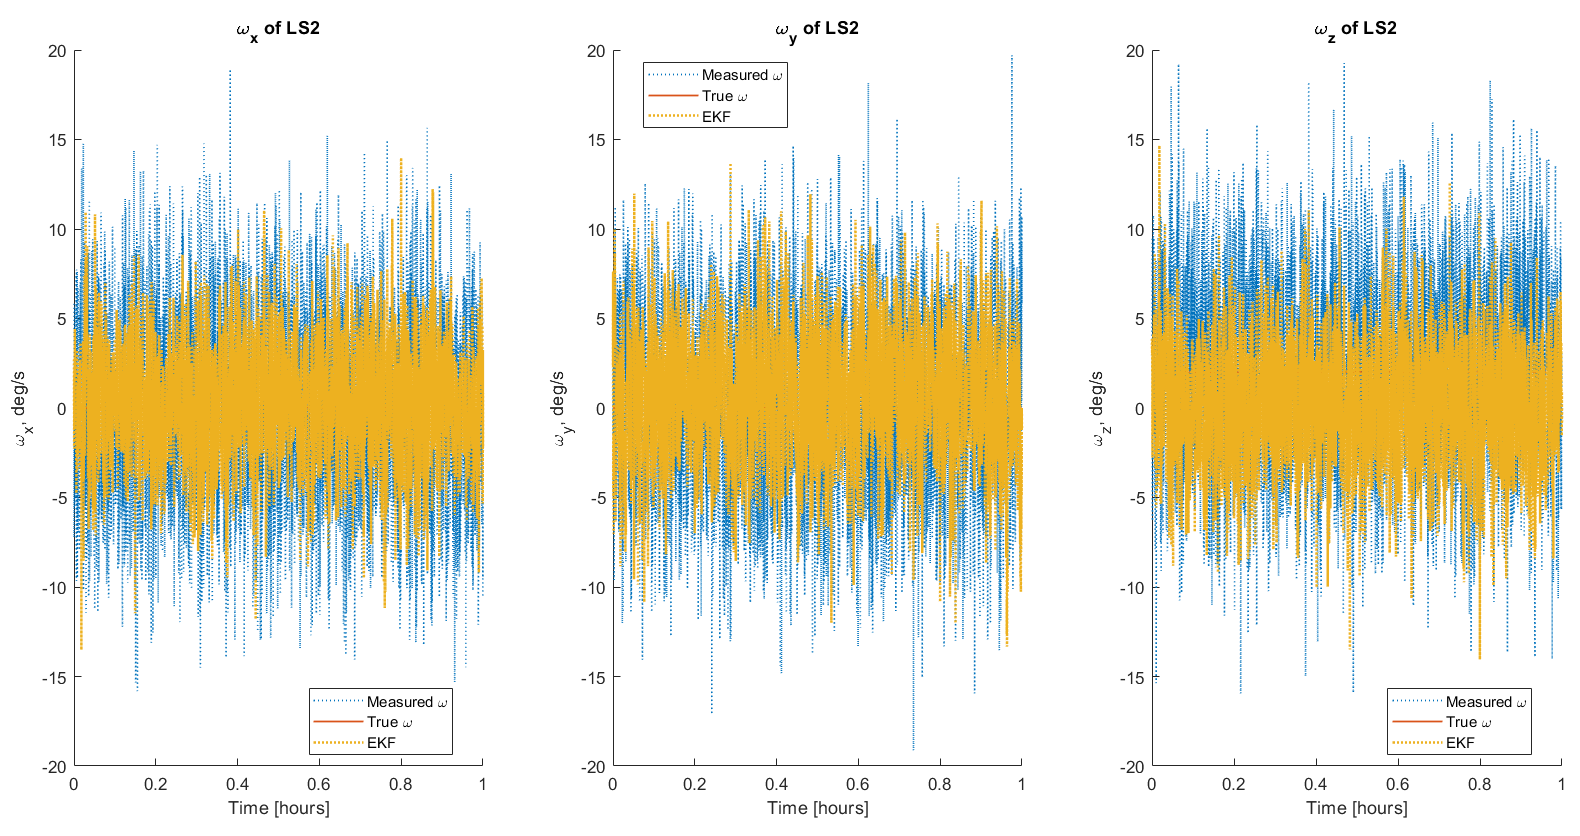 ωx of LS2
20
15
10
5
0
-5
-10
-15
-20
ωx, deg/s
0
0.2
0.4
0.6
0.8
1
Time [hours]
Measured ω
True ω
EKF
ωy of LS2
20
15
10
5
0
-5
-10
-15
-20
ωy, deg/s
0
0.2
0.4
0.6
0.8
1
Time [hours]
Measured ω
True ω
EKF
ωz of LS2
20
15
10
5
0
-5
-10
-15
-20
ωz, deg/s
0
0.2
0.4
0.6
0.8
1
Time [hours]
Measured ω
True ω
EKF